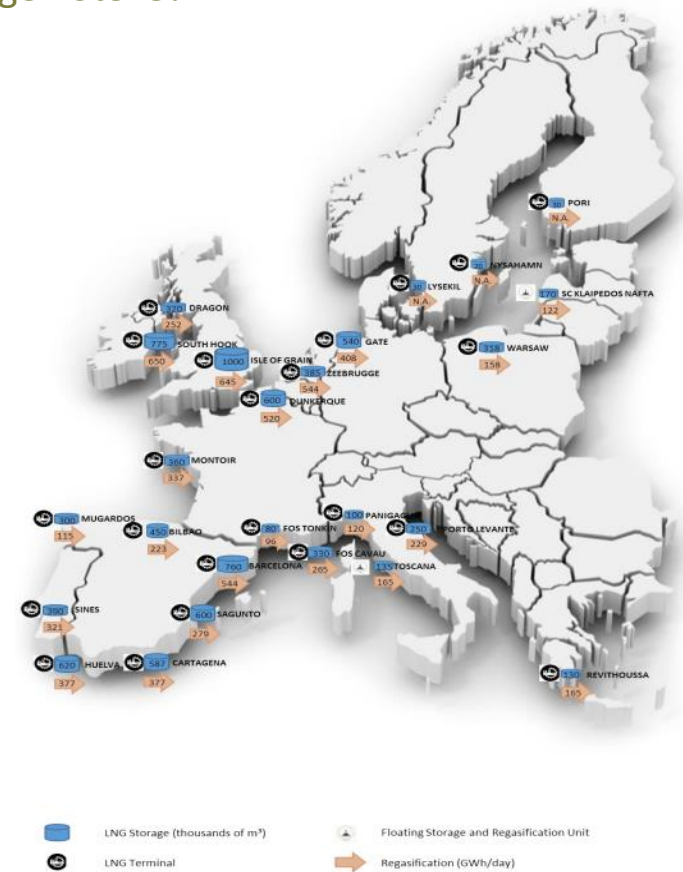 30 PORI
N.A.
20 NYSAHAMN
N.A.
30 LYSEKIL
N.A.
170 SC KLAIPEDOS NAFTA
122
320 DRAGON
252
775 SOUTH HOOK
650
1000 ISLE OF GRAIN
645
540 GATE
408
385 ZEEBRUGGE
544
318 WARSAW
158
600 DUNKERQUE
520
360 MONTOIR
337
300 MUGARDOS
115
450 BILBAO
223
80 FOS TONKIN
96
100
120
250 PORTO LEVANTE
229
330 FOS CAVAU
265
135 TOSCANA
165
760 BARCELONA
544
SINES
321
600 SAGUNTO
279
620 HUELVA
377
587 CARTAGENA
377
130 REVITHOUSSA
165
LNG Storage (thousands of m³)
Floating Storage and Regasification Unit
LNG Terminal
Regasification (GWh/day)